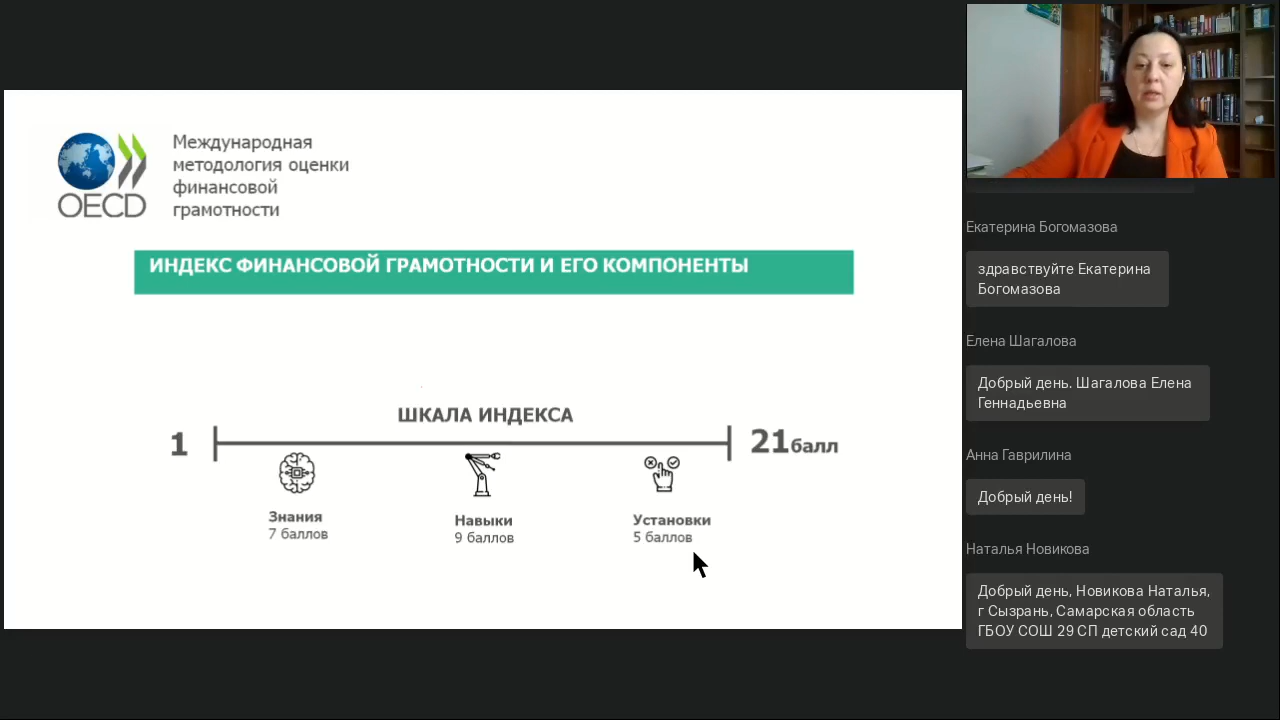 OECD
Международная
методология оценки
финансовой
грамотности
ИНДЕКС ФИНАНСОВОЙ ГРАМОТНОСТИ И ЕГО КОМПОНЕНТЫ
ШКАЛА ИНДЕКСА
1
21балл
Знания
7 баллов
Навыки
9 баллов
Установки
5 баллов
Екатерина Богомазова
здравствуйте Екатерина
Богомазова
Елена Шагалова
Добрый день. Шагалова Елена
Геннадьевна
Анна Гаврилина
Добрый день!
Наталья Новикова
Добрый день, Новикова Наталья,
г Сызрань, Самарская область
ГБОУ СОШ 29 СП детский сад 40